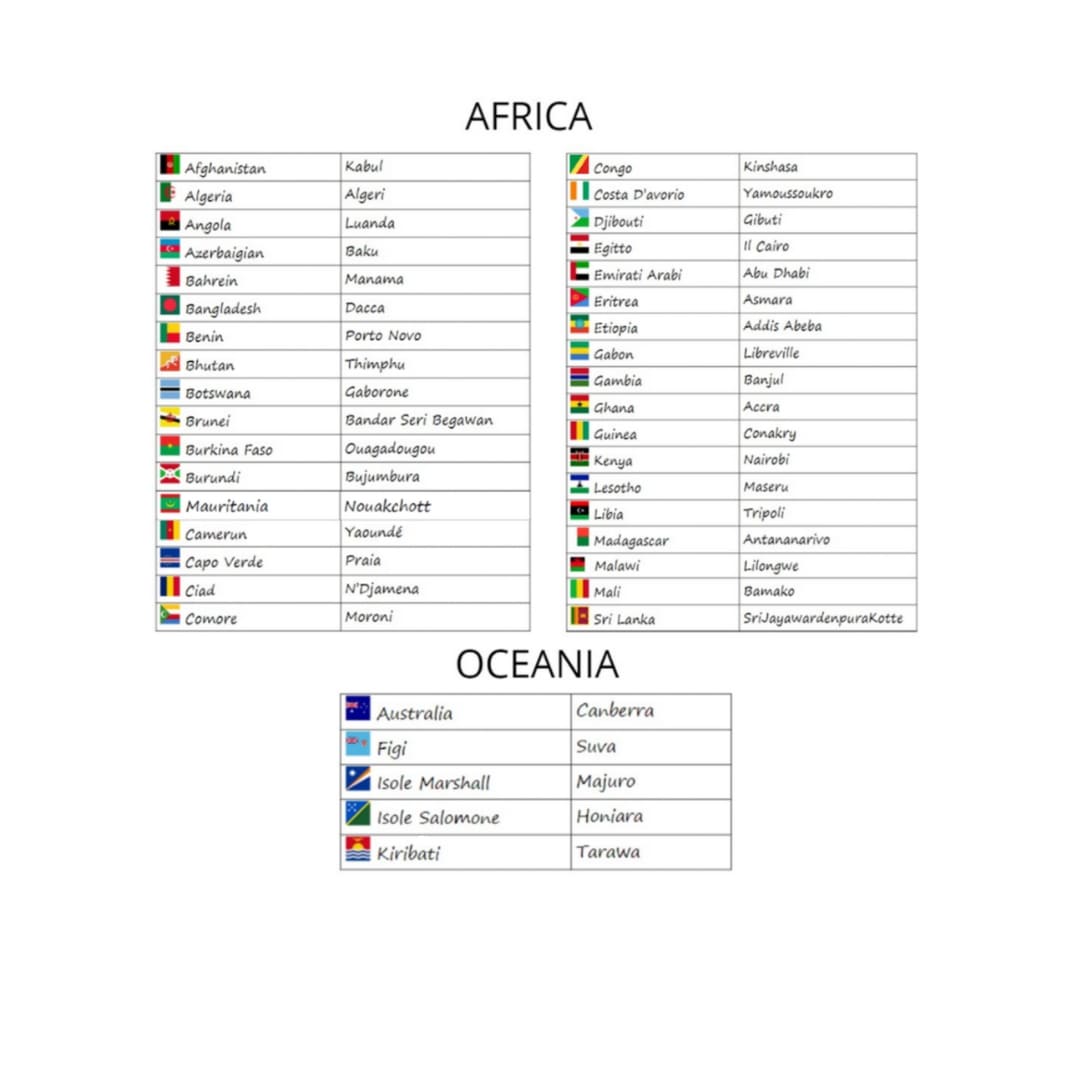 AFRICA
Afghanistan Kabul
Algeria Algeri
Angola Luanda
Azerbaigian Baku
Bahrein Manama
Bangladesh Dacca
Benin Porto Novo
Bhutan Thimphu
Botswana Gaborone
Brunei Bandar Seri Begawan
Burkina Faso Ouagadougou
Burundi Bujumbura
Mauritania Nouakchott
Camerun Yaoundé
Capo Verde Praia
Ciad N'Djamena
Comore Moroni
Congo Kinshasa
Costa D'avorio Yamoussoukro
Djibouti Gibuti
Egitto Il Cairo
Emirati Arabi Abu Dhabi
Eritrea Asmara
Etiopia Addis Abeba
Gabon Libreville
Gambia Banjul
Ghana Accra
Guinea Conakry
Kenya Nairobi
Lesotho Maseru
Libia Tripoli
Madagascar Antananarivo
Malawi Lilongwe
Mali Bamako
Sri Lanka SriJayawardenpuraKotte
OCEANIA
Australia Canberra
Figi Suva
Isole Marshall Majuro
Isole Salomone Honiara
Kiribati Tarawa